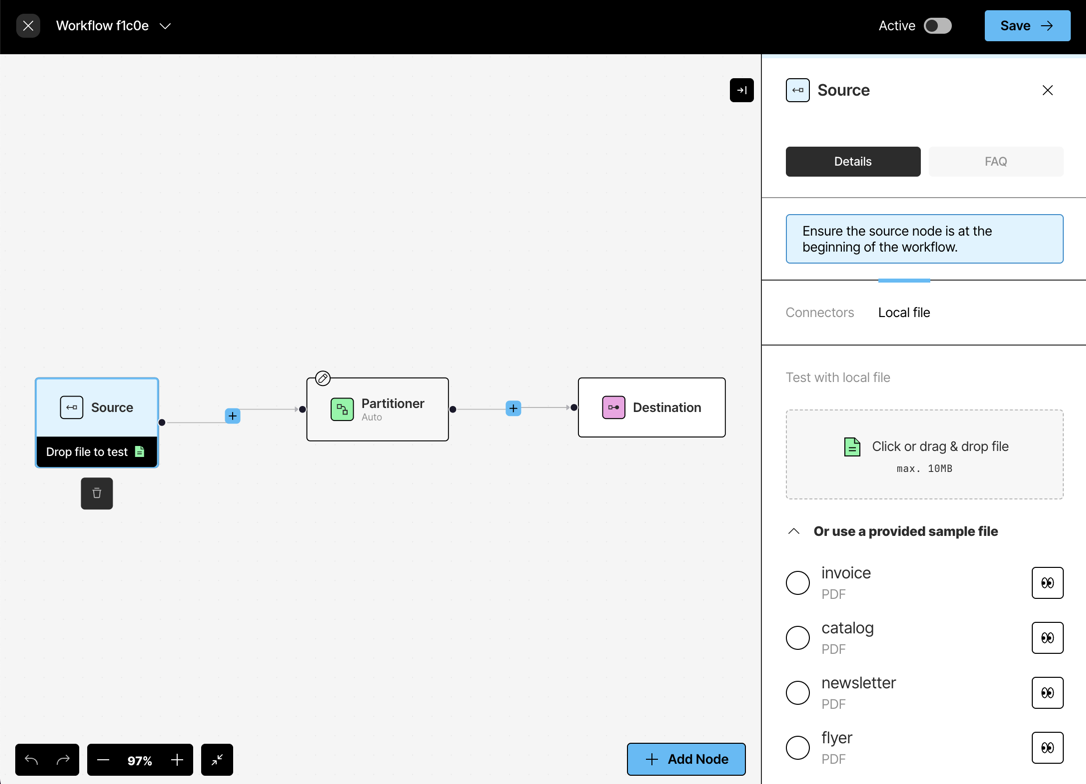 Workflow f1c0e
Active
Save
Source
Details
FAQ
Ensure the source node is at the
beginning of the workflow.
Connectors
Local file
Test with local file
Click or drag & drop file
max. 10MB
Or use a provided sample file
invoice
PDF
catalog
PDF
newsletter
PDF
flyer
PDF
Source
Drop file to test
Partitioner
Auto
Destination
97%
Add Node